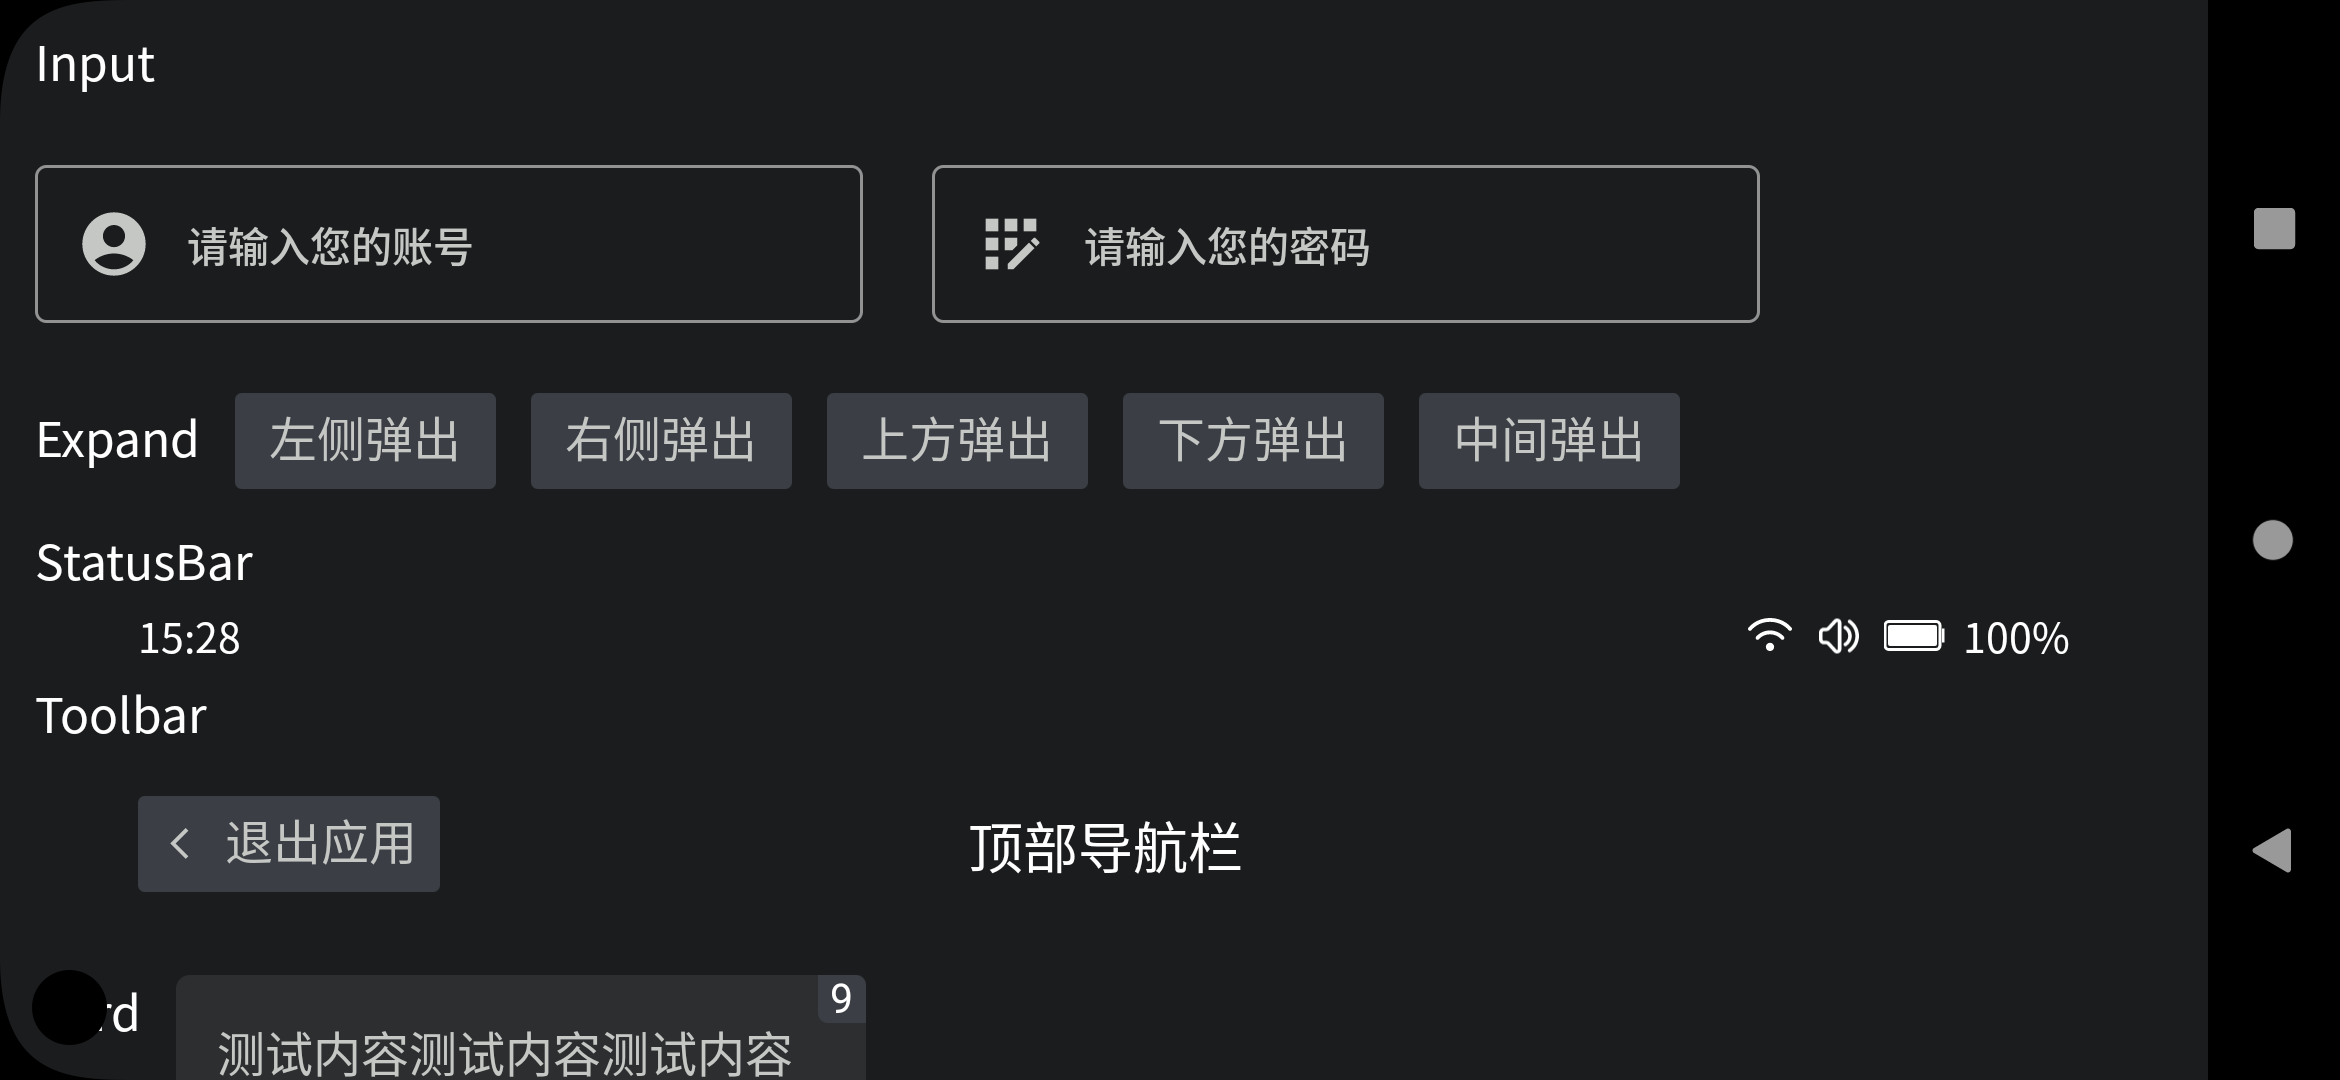 Input
请输入您的账号 请输入您的密码
Expand 左侧弹出 右侧弹出 上方弹出 下方弹出 中间弹出
StatusBar
15:28 100%
Toolbar
退出应用 顶部导航栏
rd 9
测试内容测试内容测试内容